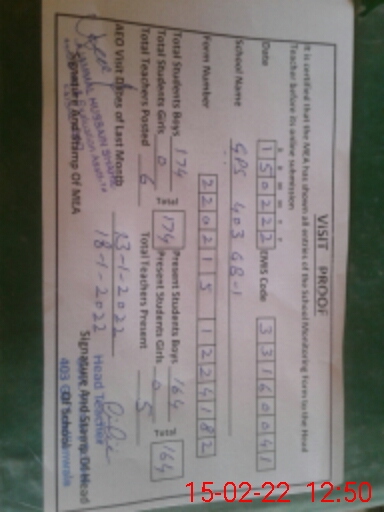 VISIT PROOF
It is certified that the MEA has shown all entries of the School Monitoring Form to the Head
Teacher before its online submission
Date 150222 EMIS Code 33160041
School Name GPS 403 GB-1
Form Number 220215 1224182
Total Students Boys 174 Total 174 Present Students Boys 164 Total 164
Total Students Girls 0 Present Students Girls 0
Total Teachers Posted 6 Total Teachers Present 5
AEO Visit Dates of Last Month 13-1-2022
18-1-2022
Signature And Stamp Of MEA
Head Teacher
Signature And Stamp Of Head
Of School
403
15-02-22 12:50